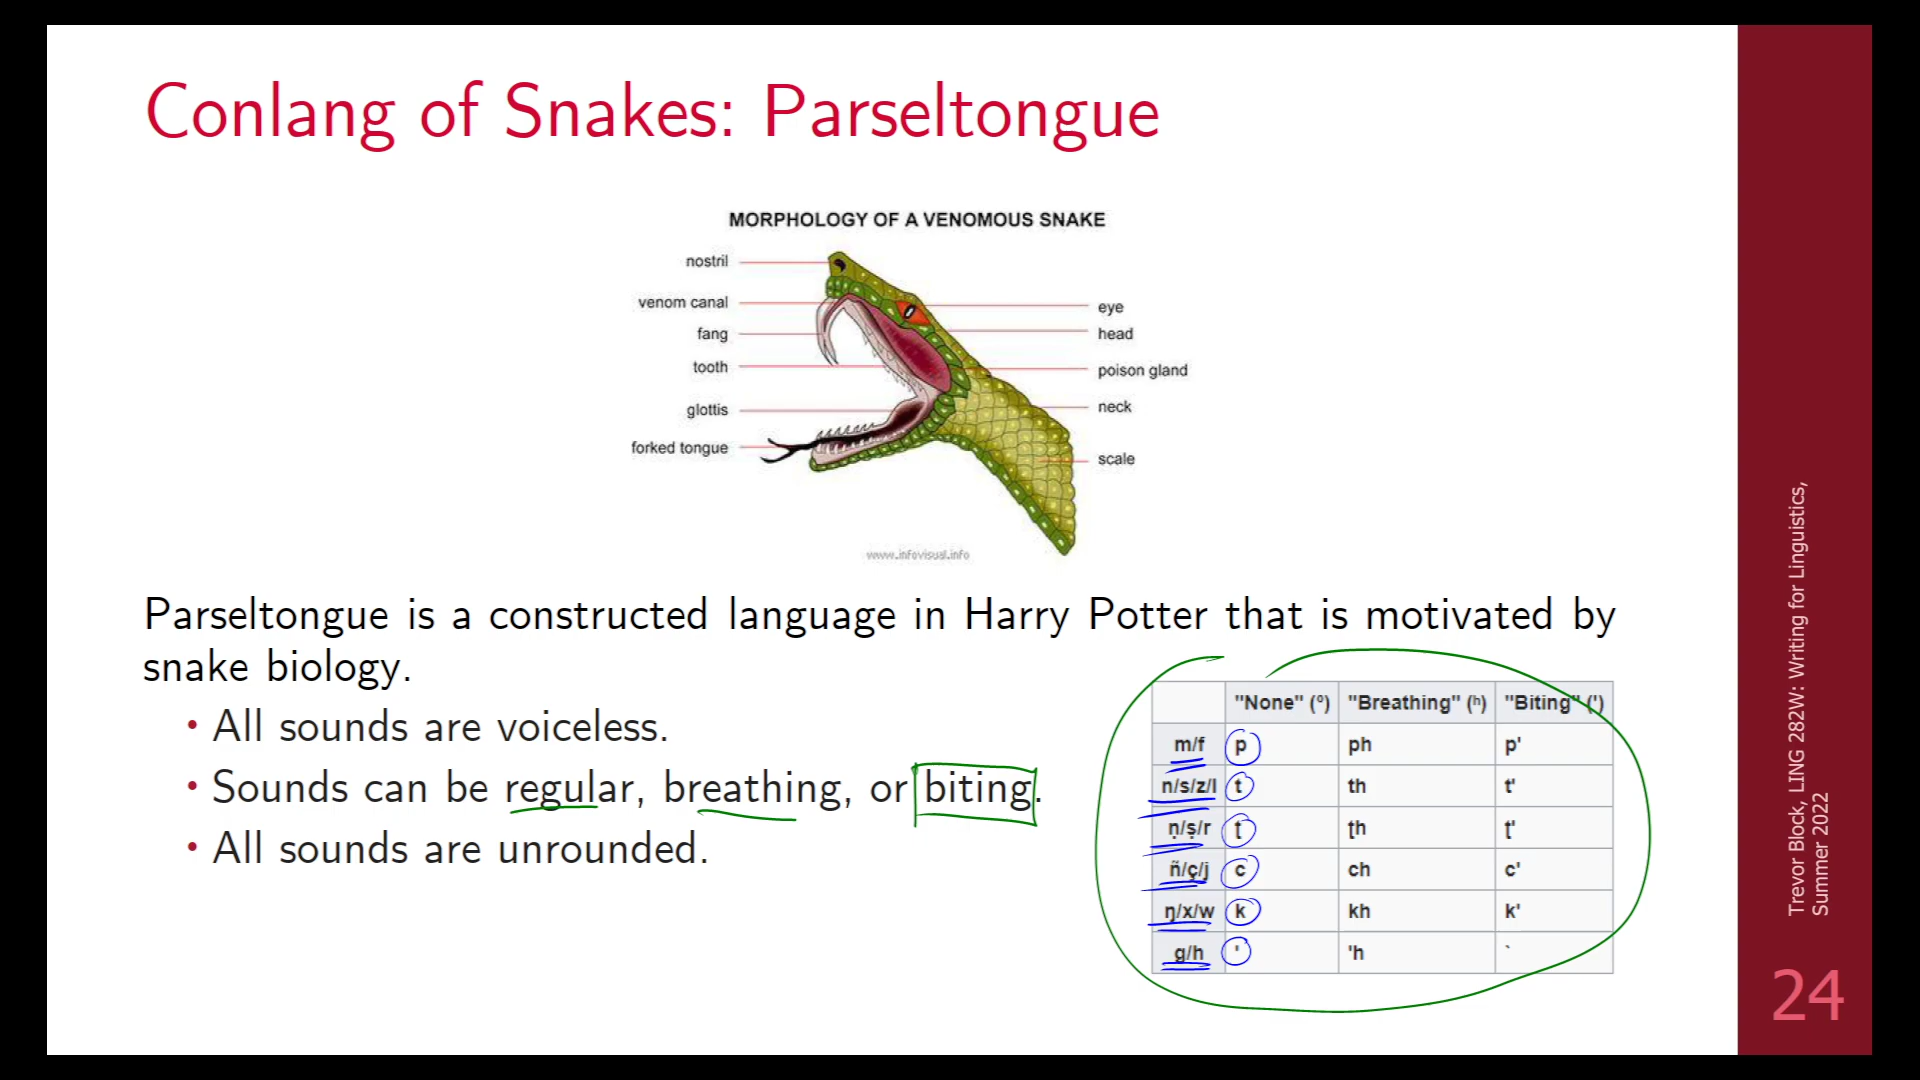 Conlang of Snakes: Parseltongue
MORPHOLOGY OF A VENOMOUS SNAKE
nostril
venom canal
fang
tooth
glottis
forked tongue
eye
head
poison gland
neck
scale
www.infovisual.info
Parseltongue is a constructed language in Harry Potter that is motivated by
snake biology.
• All sounds are voiceless.
• Sounds can be regular, breathing, or biting.
• All sounds are unrounded.
"None" (º) "Breathing" (ʰ) "Biting" (')
m/f p ph p'
n/s/z/l t th t'
ṇ/ṣ/r ṭ ṭh ṭ'
ñ/ç/j c ch c'
ŋ/x/w k kh k'
g/h ' 'h `
Trevor Block, LING 282W: Writing for Linguistics,
Summer 2022
24